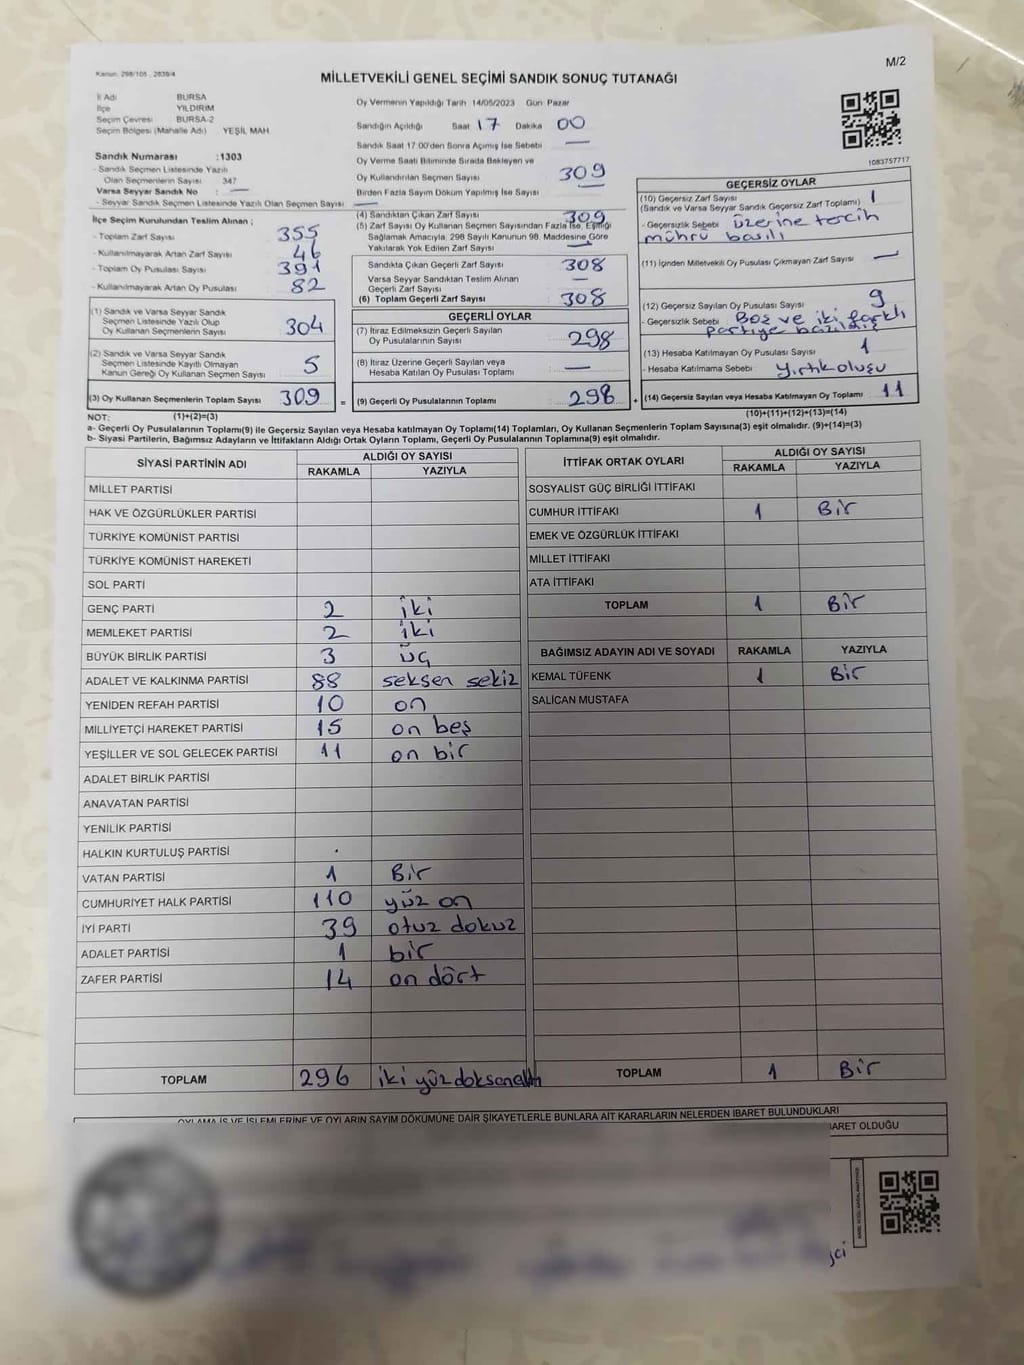 M/2
Kanun: 298/105 , 2839/4
MİLLETVEKİLİ GENEL SEÇİMİ SANDIK SONUÇ TUTANAĞI
İl Adı BURSA
İlçe YILDIRIM
Seçim Çevresi BURSA-2
Seçim Bölgesi (Mahalle Adı) YEŞİL MAH
Sandık Numarası :1303
- Sandık Seçmen Listesinde Yazılı
Olan Seçmenlerin Sayısı 347
Varsa Seyyar Sandık No : —
- Seyyar Sandık Seçmen Listesinde Yazılı Olan Seçmen Sayısı —
Oy Vermenin Yapıldığı Tarih 14/05/2023 Gün Pazar
Sandığın Açıldığı Saat 17 Dakika 00
Sandık Saat 17:00'den Sonra Açılmış İse Sebebi —
Oy Verme Saati Bitiminde Sırada Bekleyen ve
Oy Kullandırılan Seçmen Sayısı 309
Birden Fazla Sayım Döküm Yapılmış İse Sayısı —
1083757717
İlçe Seçim Kurulundan Teslim Alınan ;
- Toplam Zarf Sayısı 355
- Kullanılmayarak Artan Zarf Sayısı 46
- Toplam Oy Pusulası Sayısı 391
- Kullanılmayarak Artan Oy Pusulası 82
(1) Sandık ve Varsa Seyyar Sandık
Seçmen Listesinde Yazılı Olup
Oy Kullanan Seçmenlerin Sayısı 304
(2) Sandık ve Varsa Seyyar Sandık
Seçmen Listesinde Kayıtlı Olmayan
Kanun Gereği Oy Kullanan Seçmen Sayısı 5
(3) Oy Kullanan Seçmenlerin Toplam Sayısı 309
(4) Sandıktan Çıkan Zarf Sayısı 309
(5) Zarf Sayısı Oy Kullanan Seçmen Sayısından Fazla İse, Eşitliği
Sağlamak Amacıyla, 298 Sayılı Kanunun 98. Maddesine Göre
Yakılarak Yok Edilen Zarf Sayısı —
Sandıkta Çıkan Geçerli Zarf Sayısı 308
Varsa Seyyar Sandıktan Teslim Alınan
Geçerli Zarf Sayısı —
(6) Toplam Geçerli Zarf Sayısı 308
GEÇERLİ OYLAR
(7) İtiraz Edilmeksizin Geçerli Sayılan
Oy Pusulalarının Sayısı 298
(8) İtiraz Üzerine Geçerli Sayılan veya
Hesaba Katılan Oy Pusulası Toplamı —
= (9) Geçerli Oy Pusulalarının Toplamı 298
GEÇERSİZ OYLAR
(10) Geçersiz Zarf Sayısı
(Sandık ve Varsa Seyyar Sandık Geçersiz Zarf Toplamı) 1
- Geçersizlik Sebebi üzerine tercih
mührü basılı
(11) İçinden Milletvekili Oy Pusulası Çıkmayan Zarf Sayısı —
(12) Geçersiz Sayılan Oy Pusulası Sayısı 9
- Geçersizlik Sebebi Boş ve iki farklı
partiye
(13) Hesaba Katılmayan Oy Pusulası Sayısı 1
- Hesaba Katılmama Sebebi Yırtık oluşu
+ (14) Geçersiz Sayılan veya Hesaba Katılmayan Oy Toplamı 11
NOT: (1)+(2)=(3) (10)+(11)+(12)+(13)=(14)
a- Geçerli Oy Pusulalarının Toplamı(9) ile Geçersiz Sayılan veya Hesaba Katılmayan Oy Toplamı(14) Toplamları, Oy Kullanan Seçmenlerin Toplam Sayısına(3) eşit olmalıdır. (9)+(14)=(3)
b- Siyasi Partilerin, Bağımsız Adayların ve İttifakların Aldığı Ortak Oyların Toplamı, Geçerli Oy Pusulalarının Toplamına(9) eşit olmalıdır.
SİYASİ PARTİNİN ADI ALDIĞI OY SAYISI
RAKAMLA YAZIYLA
MİLLET PARTİSİ
HAK VE ÖZGÜRLÜKLER PARTİSİ
TÜRKİYE KOMÜNİST PARTİSİ
TÜRKİYE KOMÜNİST HAREKETİ
SOL PARTİ
GENÇ PARTİ 2 iki
MEMLEKET PARTİSİ 2 iki
BÜYÜK BİRLİK PARTİSİ 3 üç
ADALET VE KALKINMA PARTİSİ 88 seksen sekiz
YENİDEN REFAH PARTİSİ 10 on
MİLLİYETÇİ HAREKET PARTİSİ 15 on beş
YEŞİLLER VE SOL GELECEK PARTİSİ 11 on bir
ADALET BİRLİK PARTİSİ
ANAVATAN PARTİSİ
YENİLİK PARTİSİ
HALKIN KURTULUŞ PARTİSİ
VATAN PARTİSİ 1 Bir
CUMHURİYET HALK PARTİSİ 110 yüz on
İYİ PARTİ 39 otuz dokuz
ADALET PARTİSİ 1 bir
ZAFER PARTİSİ 14 on dört
TOPLAM 296 iki yüz doksanaltı
İTTİFAK ORTAK OYLARI ALDIĞI OY SAYISI
RAKAMLA YAZIYLA
SOSYALİST GÜÇ BİRLİĞİ İTTİFAKI
CUMHUR İTTİFAKI 1 Bir
EMEK VE ÖZGÜRLÜK İTTİFAKI
MİLLET İTTİFAKI
ATA İTTİFAKI
TOPLAM 1 Bir
BAĞIMSIZ ADAYIN ADI VE SOYADI RAKAMLA YAZIYLA
KEMAL TÜFENK 1 Bir
SALİCAN MUSTAFA
TOPLAM 1 Bir
OYLAMA İŞ VE İŞLEMLERİNE VE OYLARIN SAYIM DÖKÜMÜNE DAİR ŞİKAYETLERLE BUNLARA AİT KARARLARIN NELERDEN İBARET BULUNDUKLARI
OLDUĞU